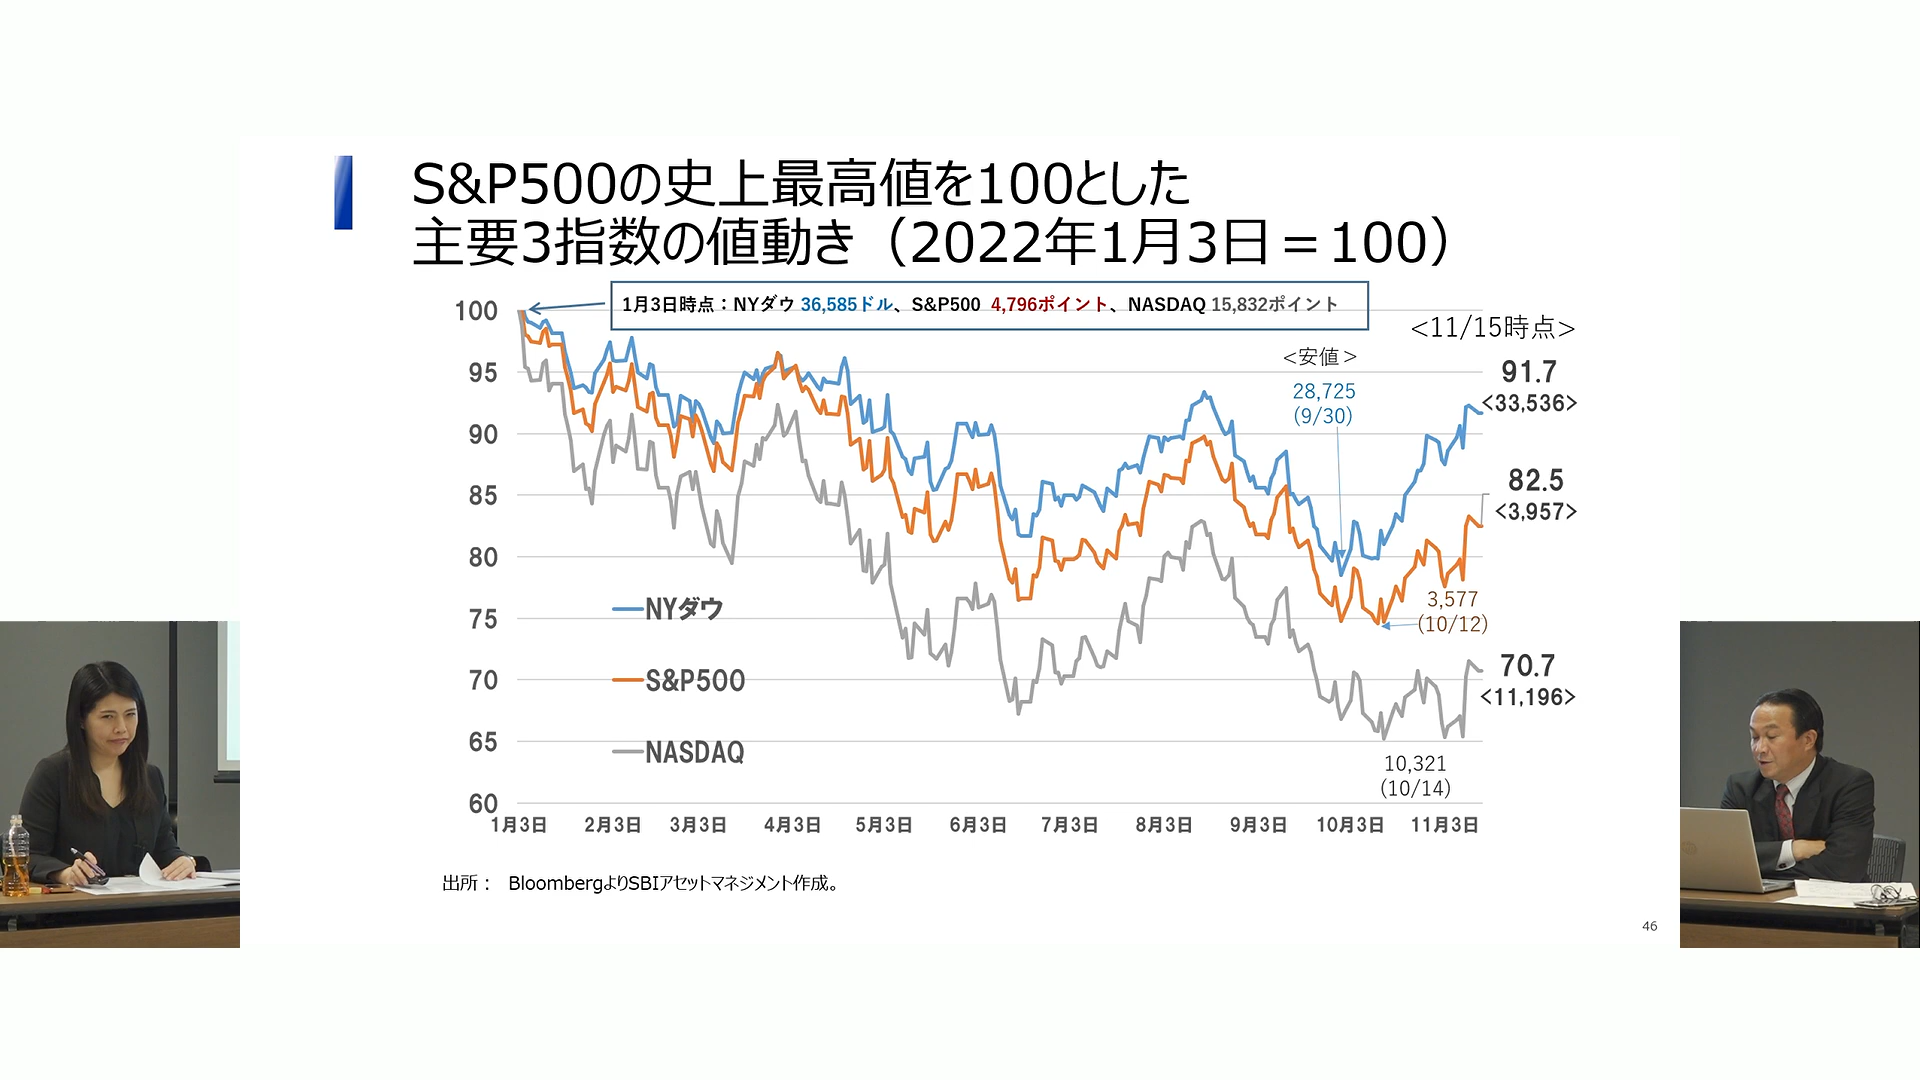 S&P500の史上最高値を100とした
主要3指数の値動き（2022年1月3日＝100）
1月3日時点：NYダウ 36,585ドル、S&P500 4,796ポイント、NASDAQ 15,832ポイント
<11/15時点>
100
95
90
85
80
75
70
65
60
<安値>
28,725
(9/30)
91.7
<33,536>
82.5
<3,957>
3,577
(10/12)
70.7
<11,196>
10,321
(10/14)
NYダウ
S&P500
NASDAQ
1月3日 2月3日 3月3日 4月3日 5月3日 6月3日 7月3日 8月3日 9月3日 10月3日 11月3日
出所： BloombergよりSBIアセットマネジメント作成。
46